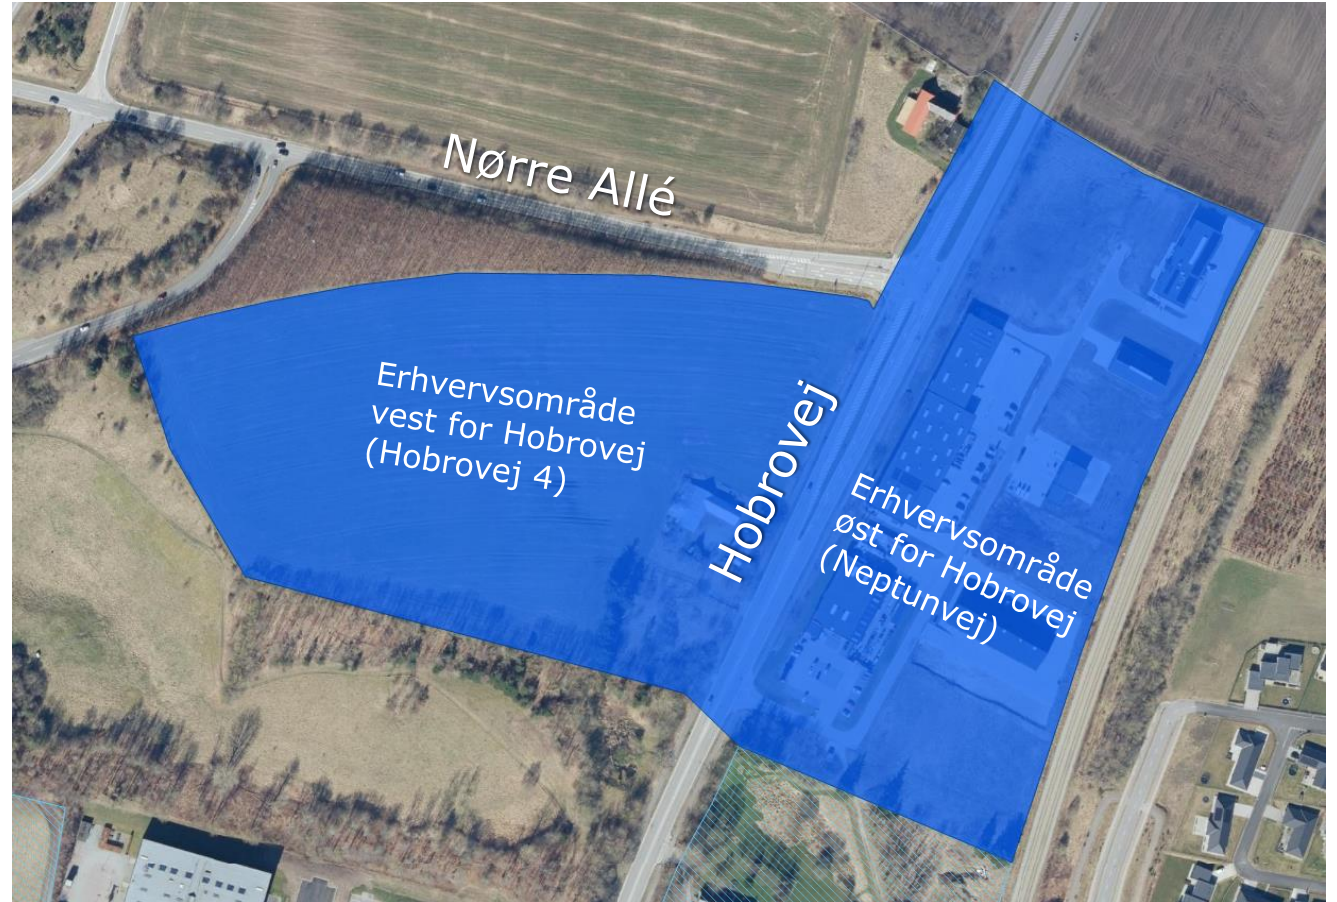 Nørre Allé
Erhvervsområde
vest for Hobrovej
(Hobrovej 4)
Hobrovej
Erhvervsområde
øst for Hobrovej
(Neptunvej)